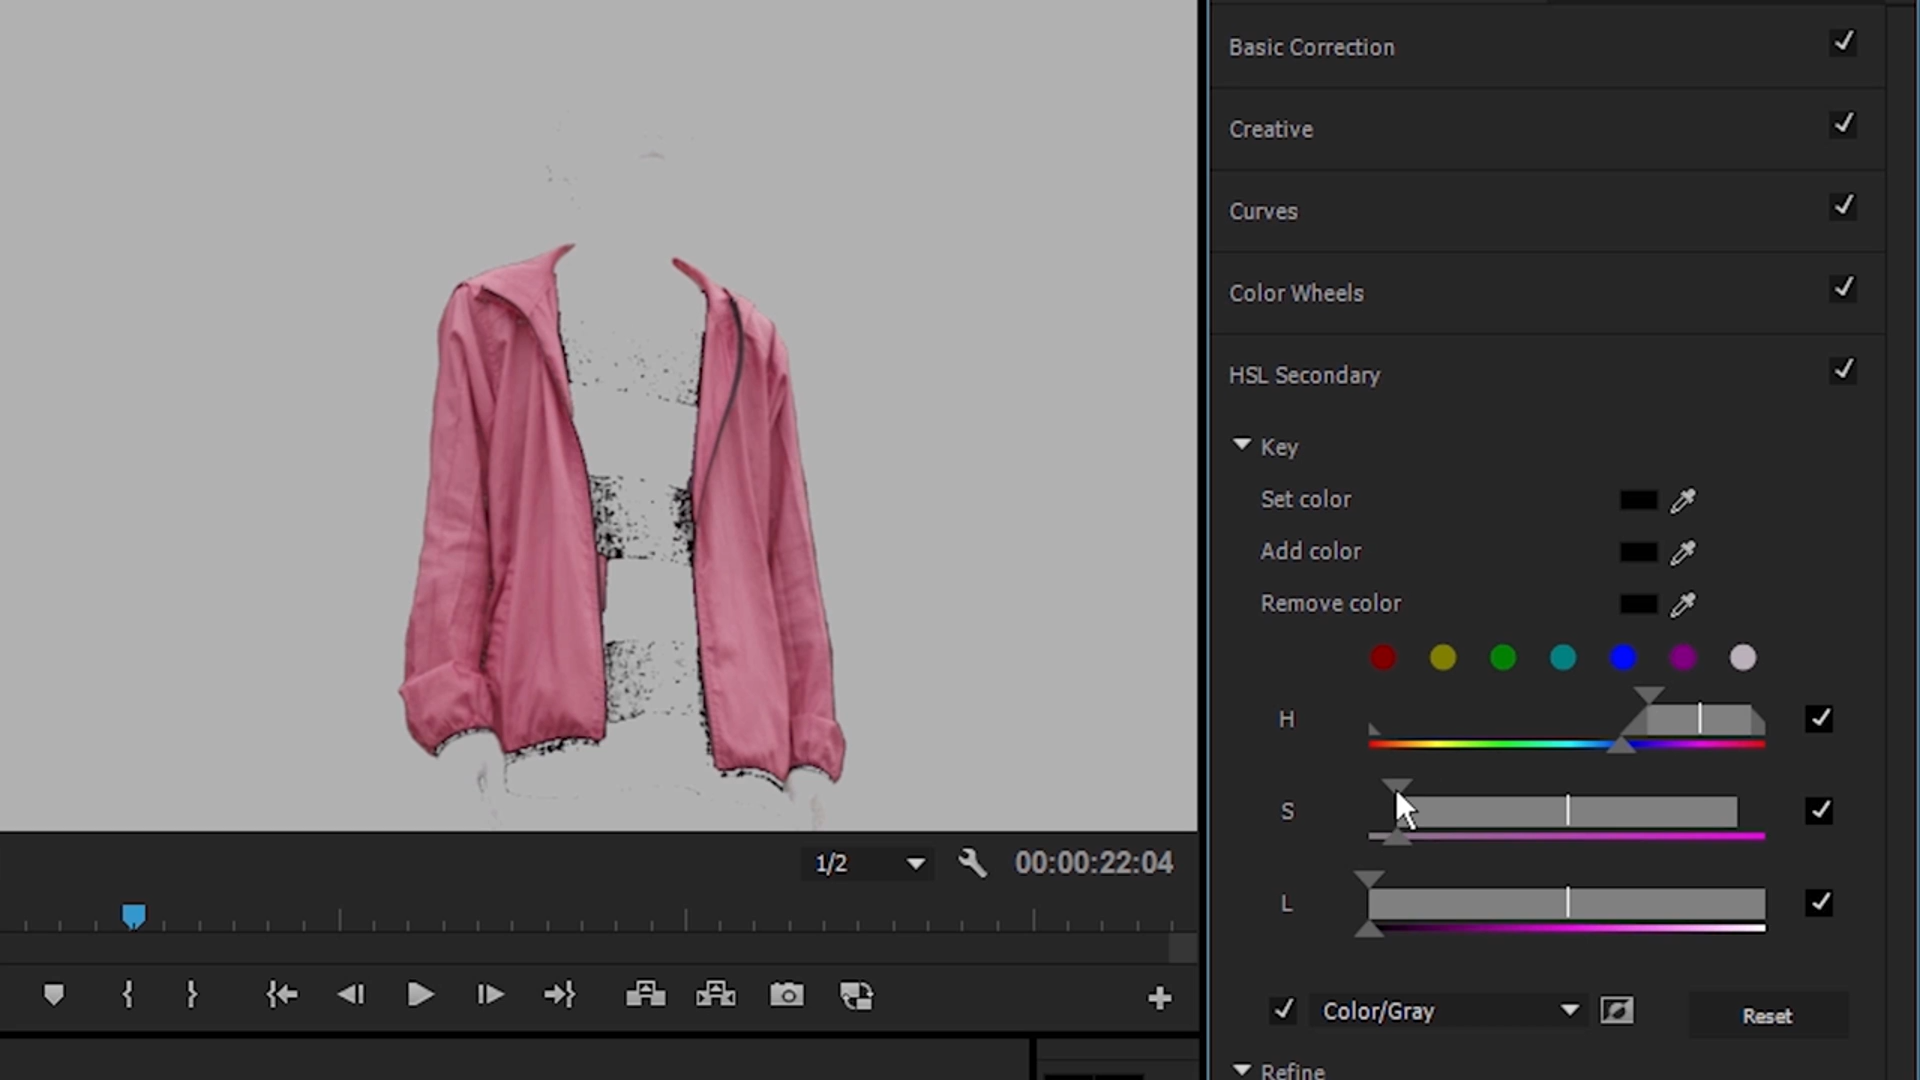 Basic Correction
Creative
Curves
Color Wheels
HSL Secondary
Key
Set color
Add color
Remove color
H
S
L
1/2
00:00:22:04
Color/Gray
Reset
Refine